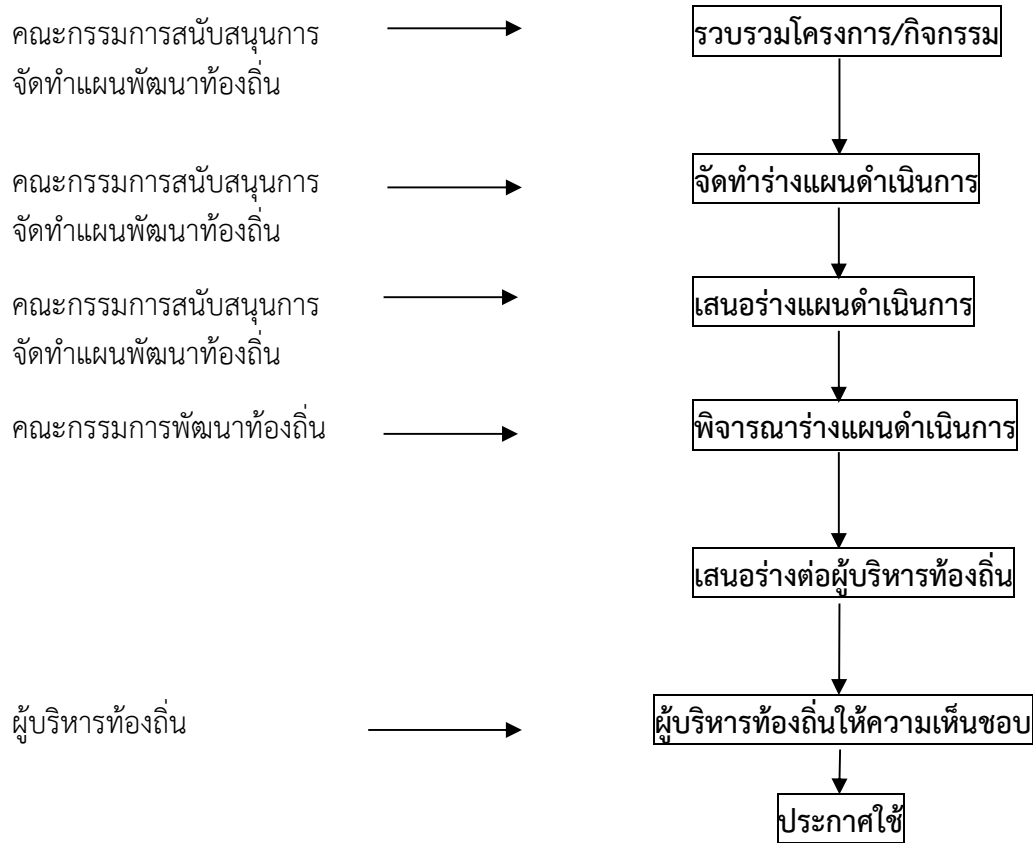 คณะกรรมการสนับสนุนการ
จัดทำแผนพัฒนาท้องถิ่น
รวบรวมโครงการ/กิจกรรม
คณะกรรมการสนับสนุนการ
จัดทำแผนพัฒนาท้องถิ่น
จัดทำร่างแผนดำเนินการ
คณะกรรมการสนับสนุนการ
จัดทำแผนพัฒนาท้องถิ่น
เสนอร่างแผนดำเนินการ
คณะกรรมการพัฒนาท้องถิ่น
พิจารณาร่างแผนดำเนินการ
เสนอร่างต่อผู้บริหารท้องถิ่น
ผู้บริหารท้องถิ่น
ผู้บริหารท้องถิ่นให้ความเห็นชอบ
ประกาศใช้